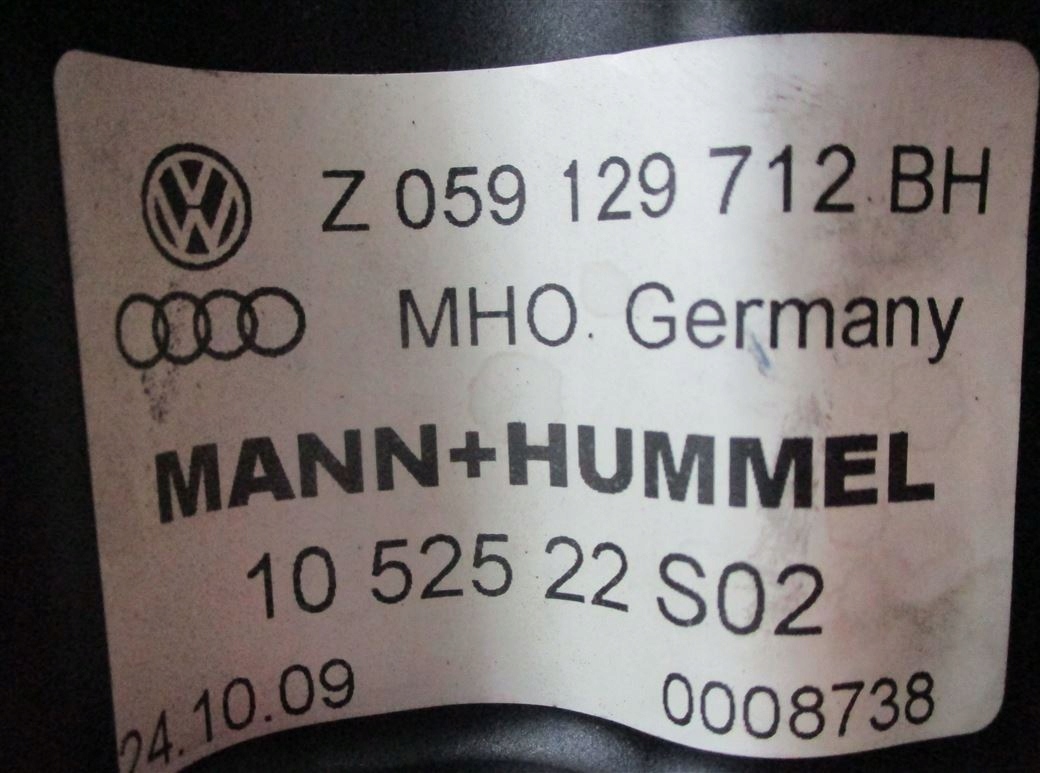 Z 059 129 712 BH
MHO. Germany
MANN+HUMMEL
10 525 22 S02
24.10.09 0008738